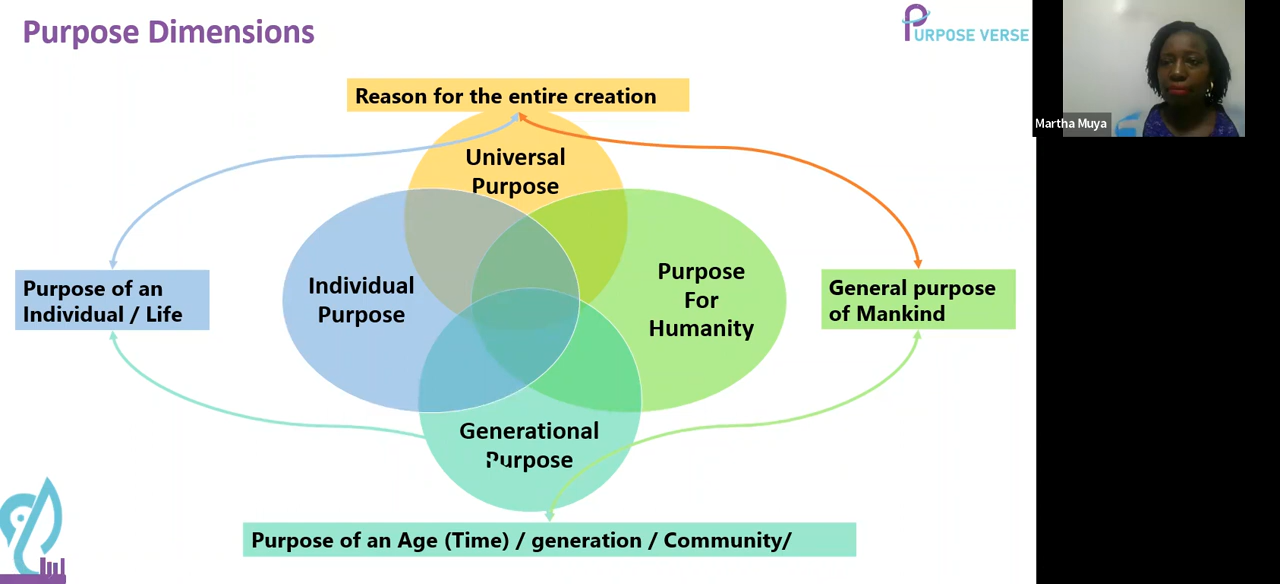 Purpose Dimensions
PURPOSE VERSE
Martha Muya
Reason for the entire creation
Universal
Purpose
Individual
Purpose
Purpose
For
Humanity
Purpose of an
Individual / Life
General purpose
of Mankind
Generational
Purpose
Purpose of an Age (Time) / generation / Community/